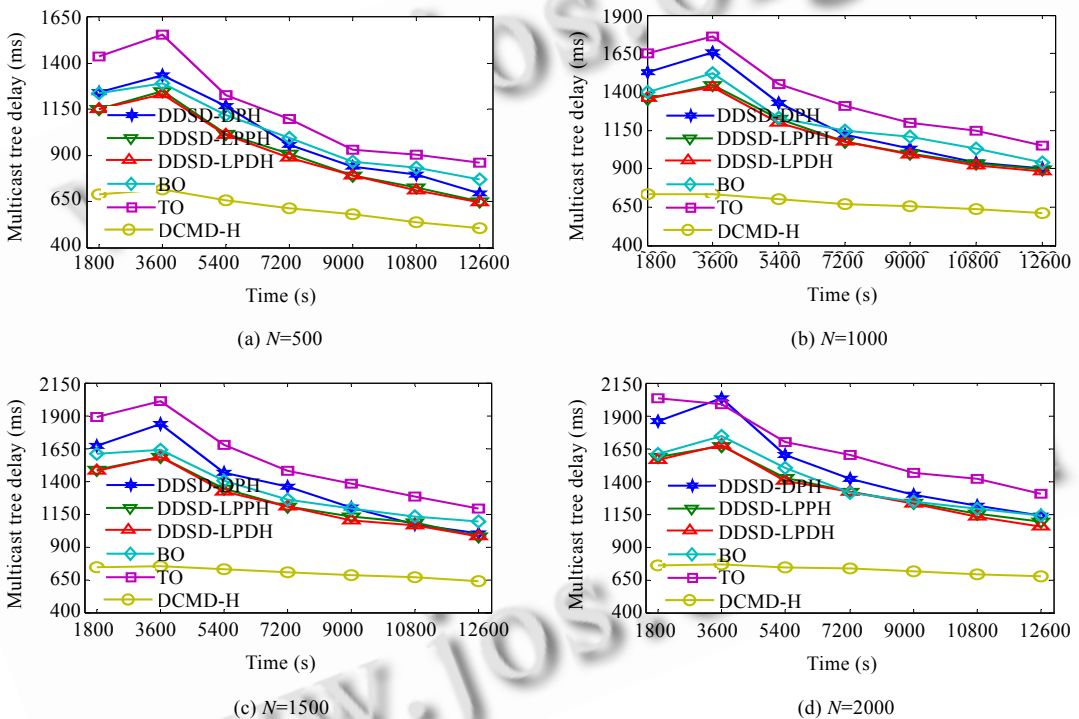 1650
1400
1150
900
650
400
Multicast tree delay (ms)
DDSD-DPH
DDSD-LPPH
DDSD-LPDH
BO
TO
DCMD-H
1800 3600 5400 7200 9000 10800 12600
Time (s)
(a) N=500
1900
1650
1400
1150
900
650
400
Multicast tree delay (ms)
DDSD-DPH
DDSD-LPPH
DDSD-LPDH
BO
TO
DCMD-H
1800 3600 5400 7200 9000 10800 12600
Time (s)
(b) N=1000
2150
1900
1650
1400
1150
900
650
400
Multicast tree delay (ms)
DDSD-DPH
DDSD-LPPH
DDSD-LPDH
BO
TO
DCMD-H
1800 3600 5400 7200 9000 10800 12600
Time (s)
(c) N=1500
2150
1900
1650
1400
1150
900
650
400
Multicast tree delay (ms)
DDSD-DPH
DDSD-LPPH
DDSD-LPDH
BO
TO
DCMD-H
1800 3600 5400 7200 9000 10800 12600
Time (s)
(d) N=2000